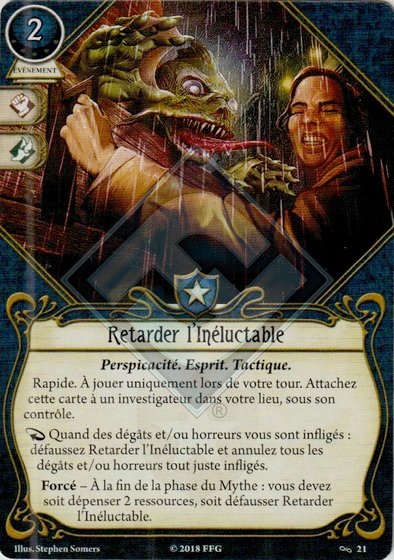 2
ÉVÉNEMENT
Retarder l'Inéluctable
Perspicacité. Esprit. Tactique.
Rapide. À jouer uniquement lors de votre tour. Attachez
cette carte à un investigateur dans votre lieu, sous son
contrôle.
Quand des dégâts et/ou horreurs vous sont infligés :
défaussez Retarder l'Inéluctable et annulez tous les
dégâts et/ou horreurs tout juste infligés.
Forcé – À la fin de la phase du Mythe : vous devez
soit dépenser 2 ressources, soit défausser Retarder
l'Inéluctable.
Illus. Stephen Somers © 2018 FFG 21